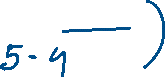 5-4 — )